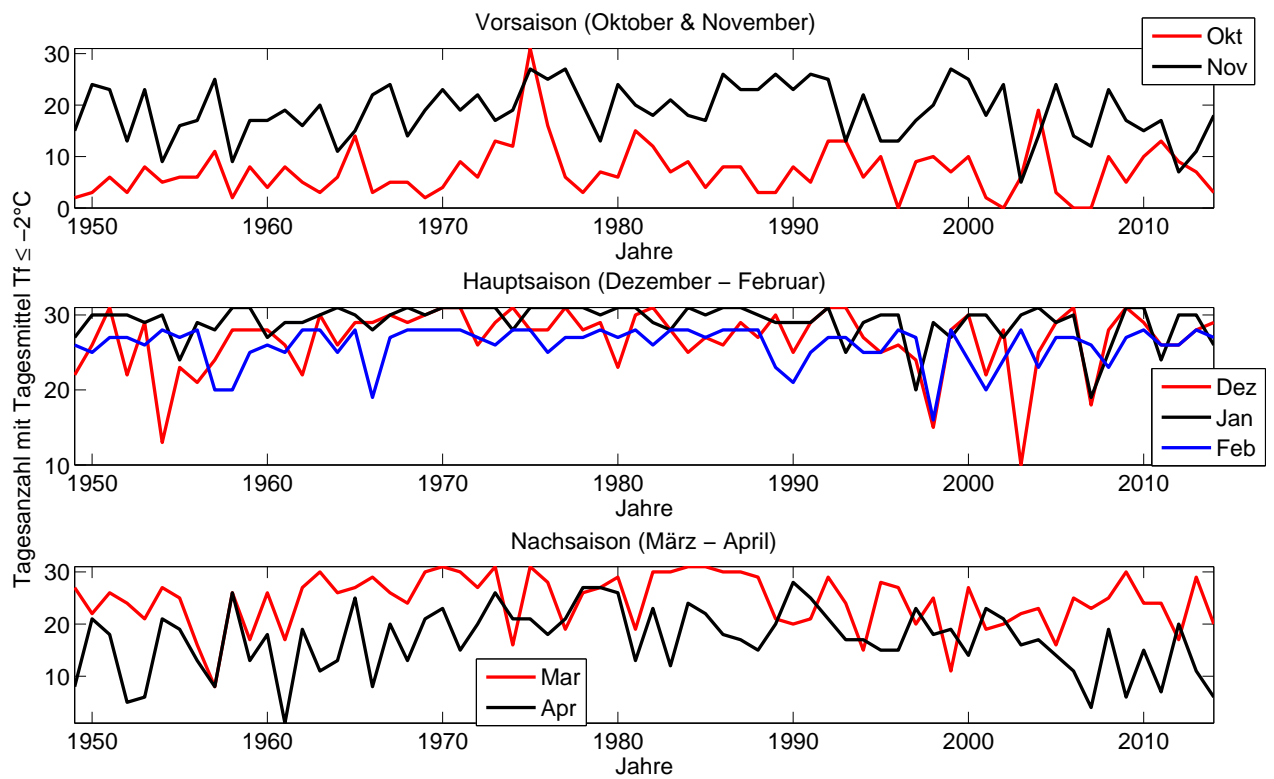 Vorsaison (Oktober & November)
Okt
Nov
30
20
10
0
1950 1960 1970 1980 1990 2000 2010
Jahre
Tagesanzahl mit Tagesmittel Tf ≤ −2°C
Hauptsaison (Dezember − Februar)
30
20
10
Dez
Jan
Feb
1950 1960 1970 1980 1990 2000 2010
Jahre
Nachsaison (März − April)
30
20
10
Mar
Apr
1950 1960 1970 1980 1990 2000 2010
Jahre